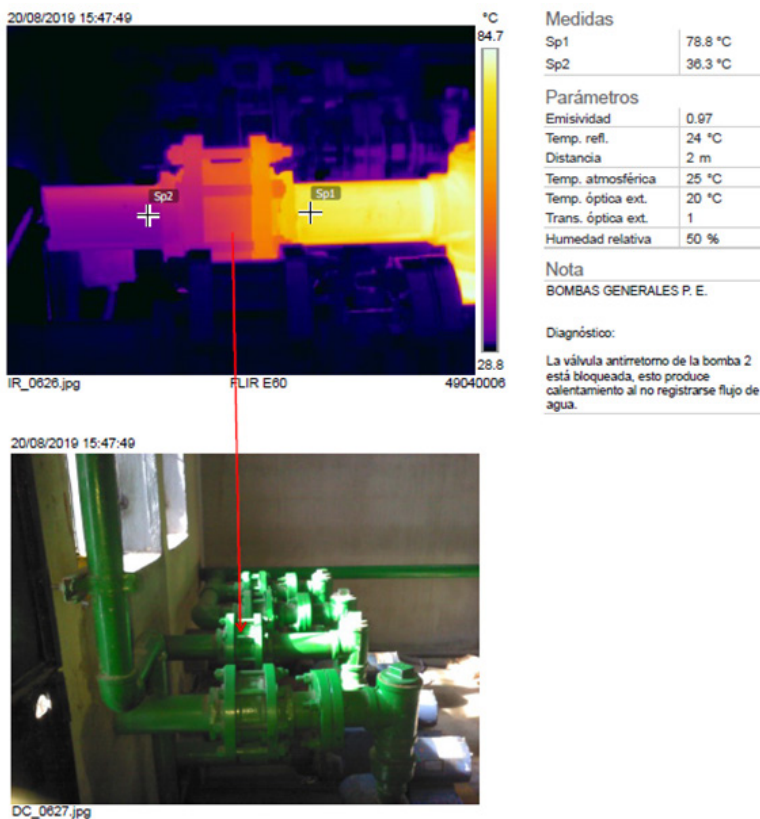 20/08/2019 15:47:49
°C
84.7
Sp2
Sp1
28.8
IR_0626.jpg FLIR E60 49040006
Medidas
Sp1 78.8 °C
Sp2 36.3 °C
Parámetros
Emisividad 0.97
Temp. refl. 24 °C
Distancia 2 m
Temp. atmosférica 25 °C
Temp. óptica ext. 20 °C
Trans. óptica ext. 1
Humedad relativa 50 %
Nota
BOMBAS GENERALES P. E.
Diagnóstico:
La válvula antirretorno de la bomba 2
está bloqueada, esto produce
calentamiento al no registrarse flujo de
agua.
20/08/2019 15:47:49
DC_0627.jpg